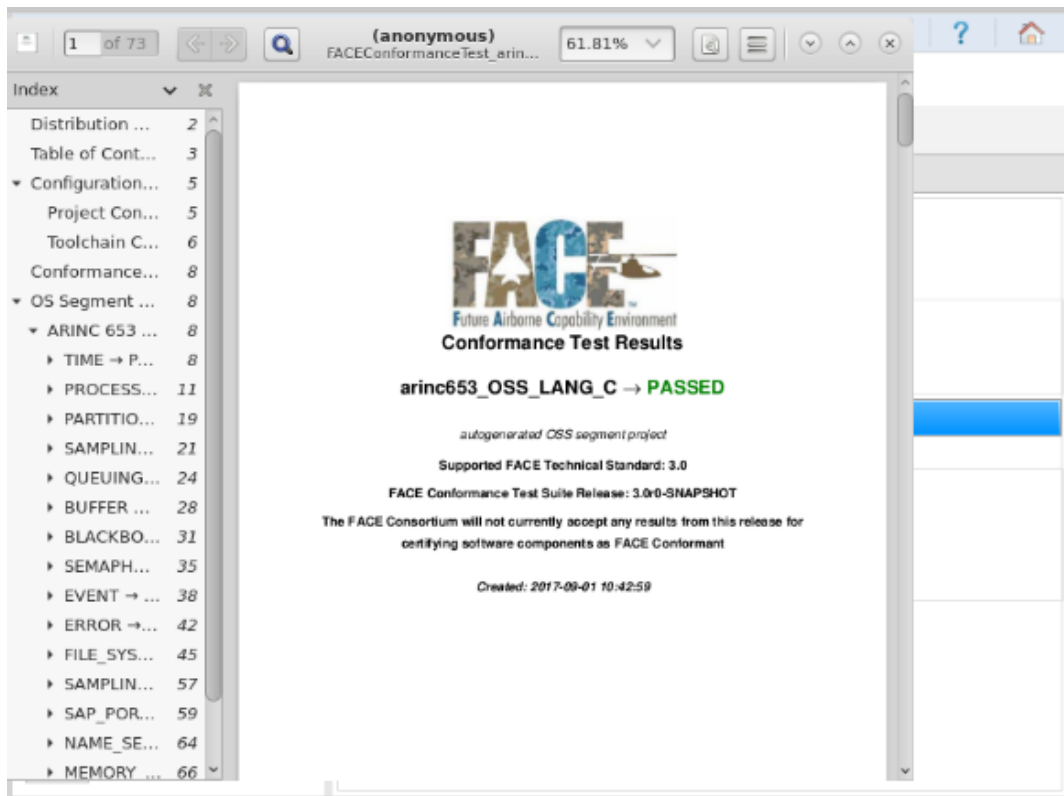 1 of 73
(anonymous)
FACEConformanceTest_arin...
61.81%
?
Index
Distribution ... 2
Table of Cont... 3
Configuration... 5
Project Con... 5
Toolchain C... 6
Conformance... 8
OS Segment ... 8
ARINC 653 ... 8
TIME → P... 8
PROCESS... 11
PARTITIO... 19
SAMPLIN... 21
QUEUING... 24
BUFFER ... 28
BLACKBO... 31
SEMAPH... 35
EVENT → ... 38
ERROR →... 42
FILE_SYS... 45
SAMPLIN... 57
SAP_POR... 59
NAME_SE... 64
MEMORY ... 66
FACE
Future Airborne Capability Environment
Conformance Test Results
arinc653_OSS_LANG_C → PASSED
autogenerated OSS segment project
Supported FACE Technical Standard: 3.0
FACE Conformance Test Suite Release: 3.0r0-SNAPSHOT
The FACE Consortium will not currently accept any results from this release for
certifying software components as FACE Conformant
Created: 2017-09-01 10:42:59